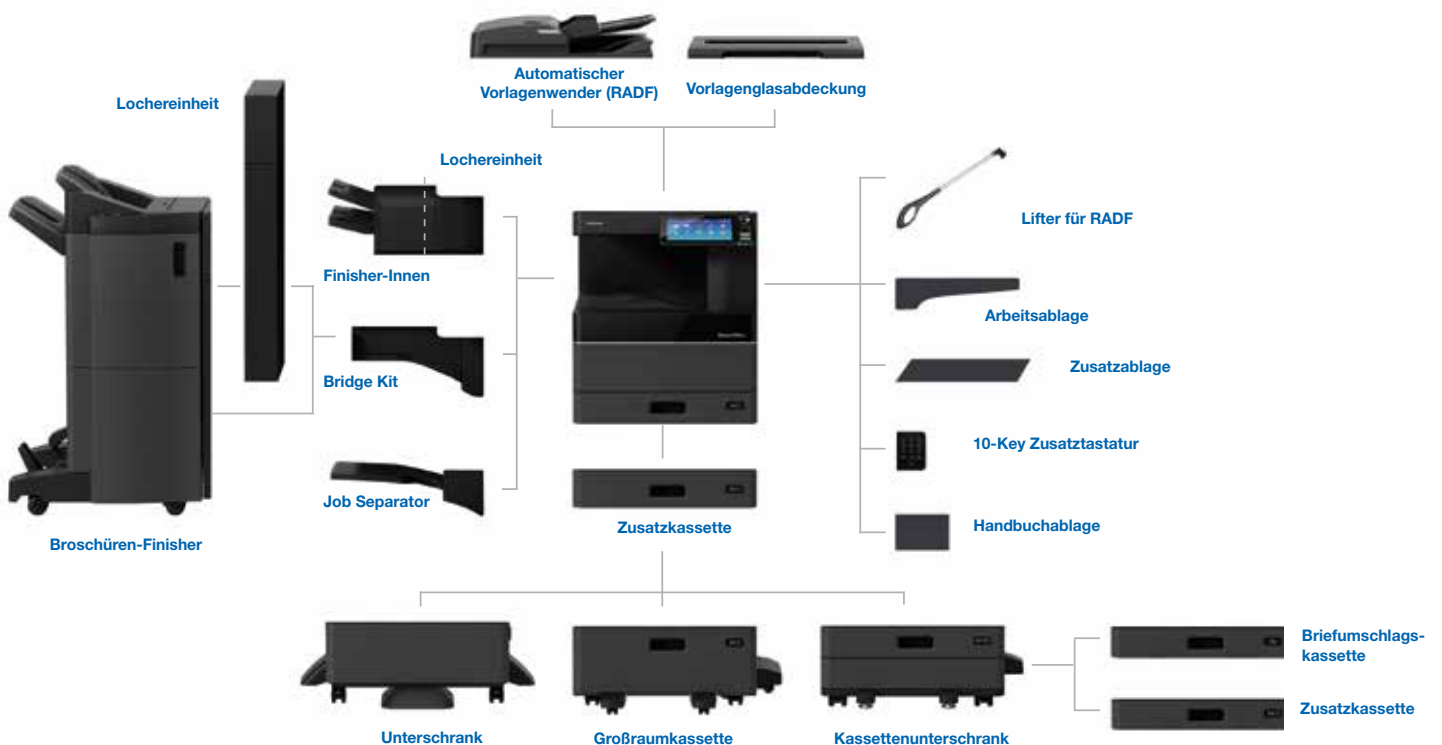 Automatischer
Vorlagenwender (RADF)
Vorlagenglasabdeckung
Lochereinheit
Lochereinheit
Finisher-Innen
Bridge Kit
Job Separator
Broschüren-Finisher
Lifter für RADF
Arbeitsablage
Zusatzablage
10-Key Zusatztastatur
Handbuchablage
Zusatzkassette
Unterschrank
Großraumkassette
Kassettenunterschrank
Briefumschlags-
kassette
Zusatzkassette